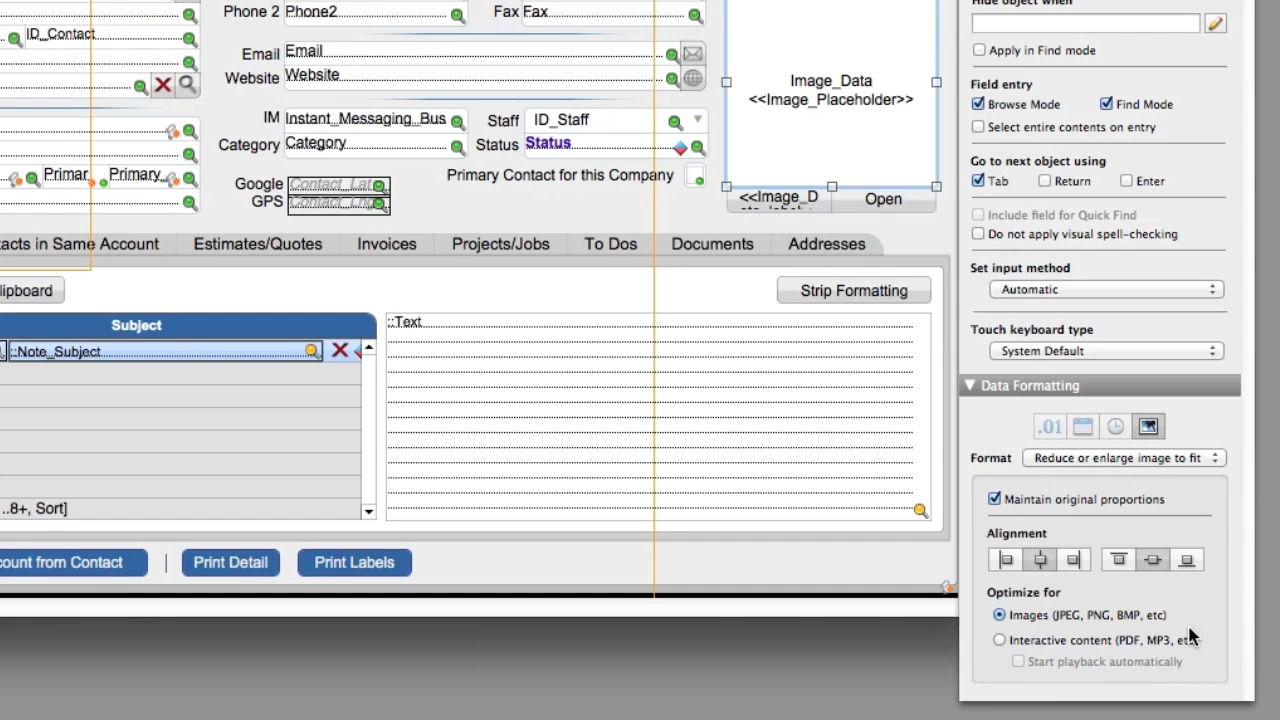 Phone 2 Phone2 Fax Fax
ID_Contact
Email Email
Website Website
IM Instant_Messaging_Bus Staff ID_Staff
Category Category Status Status
Primar Primary
Primary Contact for this Company
Google Contact_Lat
GPS
Image_Data
<<Image_Placeholder>>
<<Image_D
Open
acts in Same Account Estimates/Quotes Invoices Projects/Jobs To Dos Documents Addresses
lipboard Strip Formatting
Subject
::Note_Subject
::Text
..8+, Sort]
count from Contact | Print Detail Print Labels
Hide object when
Apply in Find mode
Field entry
Browse Mode Find Mode
Select entire contents on entry
Go to next object using
Tab Return Enter
Include field for Quick Find
Do not apply visual spell-checking
Set input method
Automatic
Touch keyboard type
System Default
Data Formatting
.01
Format Reduce or enlarge image to fit
Maintain original proportions
Alignment
Optimize for
Images (JPEG, PNG, BMP, etc)
Interactive content (PDF, MP3, et
Start playback automatically